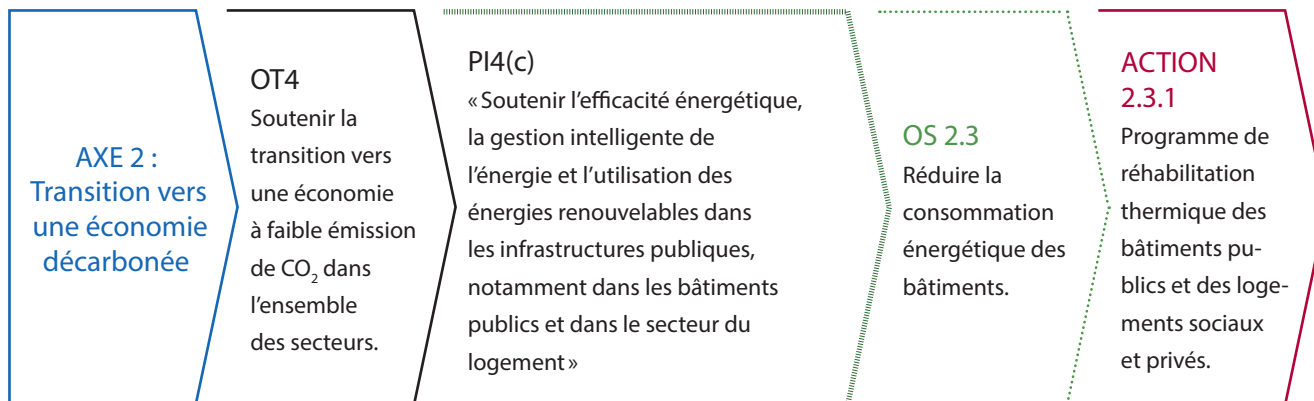 AXE 2 :
Transition vers
une économie
décarbonée
OT4
Soutenir la
transition vers
une économie
à faible émission
de CO₂ dans
l’ensemble
des secteurs.
PI4(c)
« Soutenir l’efficacité énergétique,
la gestion intelligente de
l’énergie et l’utilisation des
énergies renouvelables dans
les infrastructures publiques,
notamment dans les bâtiments
publics et dans le secteur du
logement »
OS 2.3
Réduire la
consommation
énergétique des
bâtiments.
ACTION
2.3.1
Programme de
réhabilitation
thermique des
bâtiments pu-
blics et des loge-
ments sociaux
et privés.